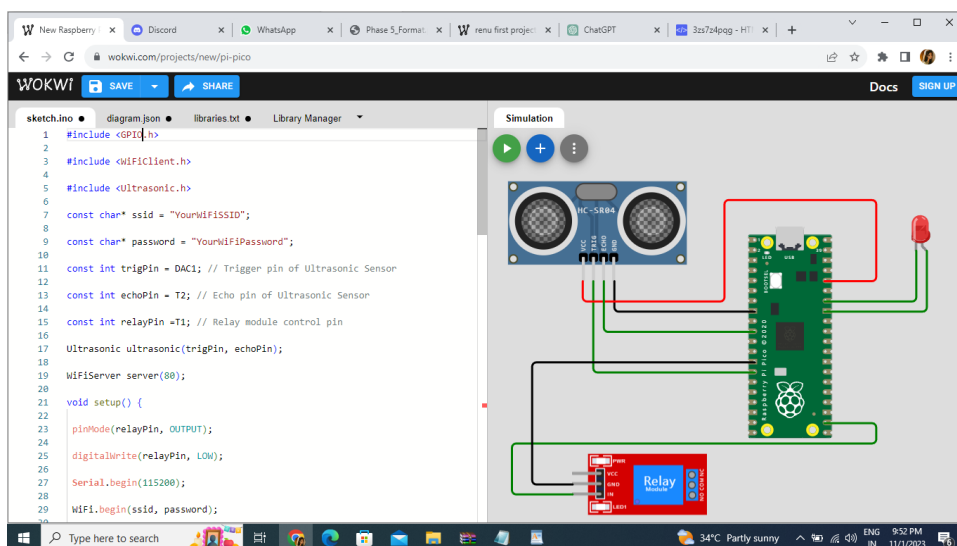 New Raspberry
Discord
WhatsApp
Phase 5_Format.
renu first project
ChatGPT
3zs7z4pqg - HT
wokwi.com/projects/new/pi-pico
WOKWi
SAVE
SHARE
Docs
SIGN UP
sketch.ino
diagram.json
libraries.txt
Library Manager
Simulation
1 #include <GPIO.h>
2
3 #include <WiFiClient.h>
4
5 #include <Ultrasonic.h>
6
7 const char* ssid = "YourWiFiSSID";
8
9 const char* password = "YourWiFiPassword";
10
11 const int trigPin = DAC1; // Trigger pin of Ultrasonic Sensor
12
13 const int echoPin = T2; // Echo pin of Ultrasonic Sensor
14
15 const int relayPin =T1; // Relay module control pin
16
17 Ultrasonic ultrasonic(trigPin, echoPin);
18
19 WiFiServer server(80);
20
21 void setup() {
22
23 pinMode(relayPin, OUTPUT);
24
25 digitalWrite(relayPin, LOW);
26
27 Serial.begin(115200);
28
29 WiFi.begin(ssid, password);
HC-SR04
VCC
TRIG
ECHO
GND
LED
USB
BOOTSEL
Raspberry Pi Pico ©2020
PWR
VCC
GND
IN
LED1
Relay
Module
NO COM NC
Type here to search
34°C Partly sunny
ENG
IN
9:52 PM
11/1/2023
6